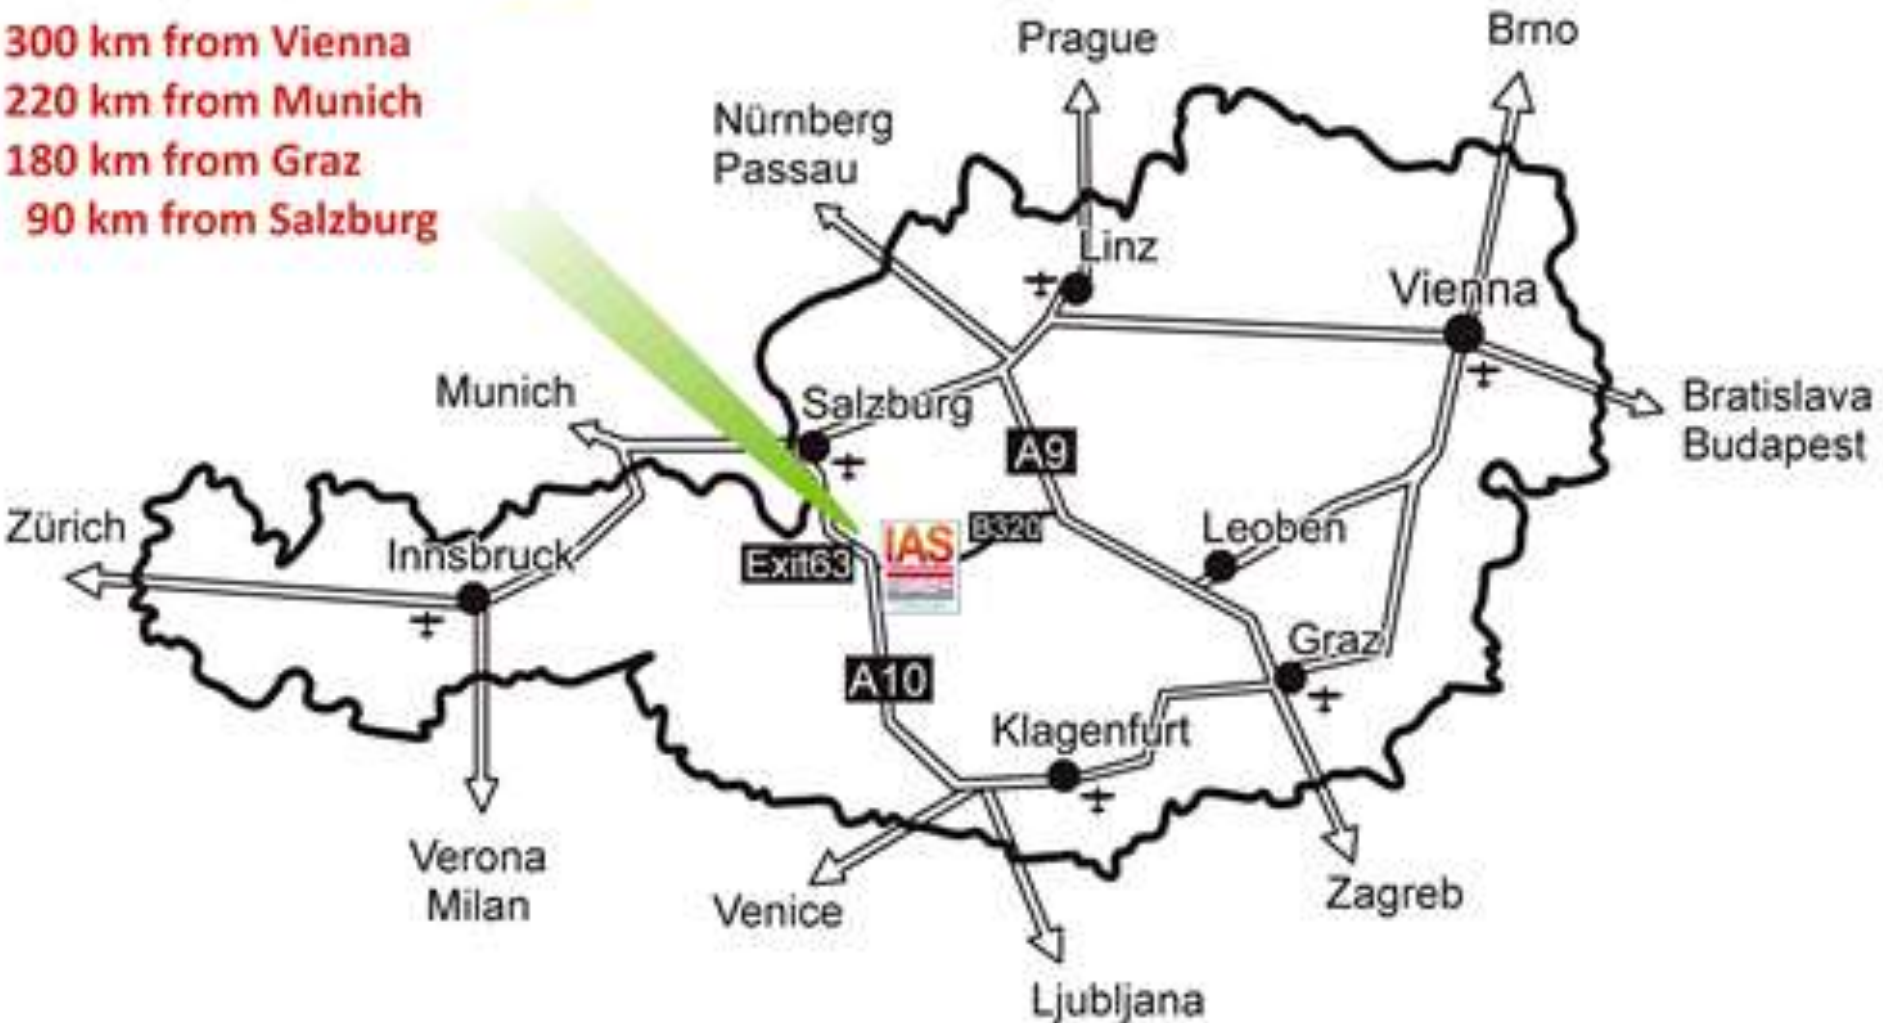 300 km from Vienna
220 km from Munich
180 km from Graz
90 km from Salzburg
Prague
Brno
Nürnberg
Passau
Linz
Vienna
Munich
Salzburg
Bratislava
Budapest
A9
Zürich
Innsbruck
Exit63
IAS
B320
Leoben
Graz
A10
Klagenfurt
Verona
Milan
Venice
Zagreb
Ljubljana